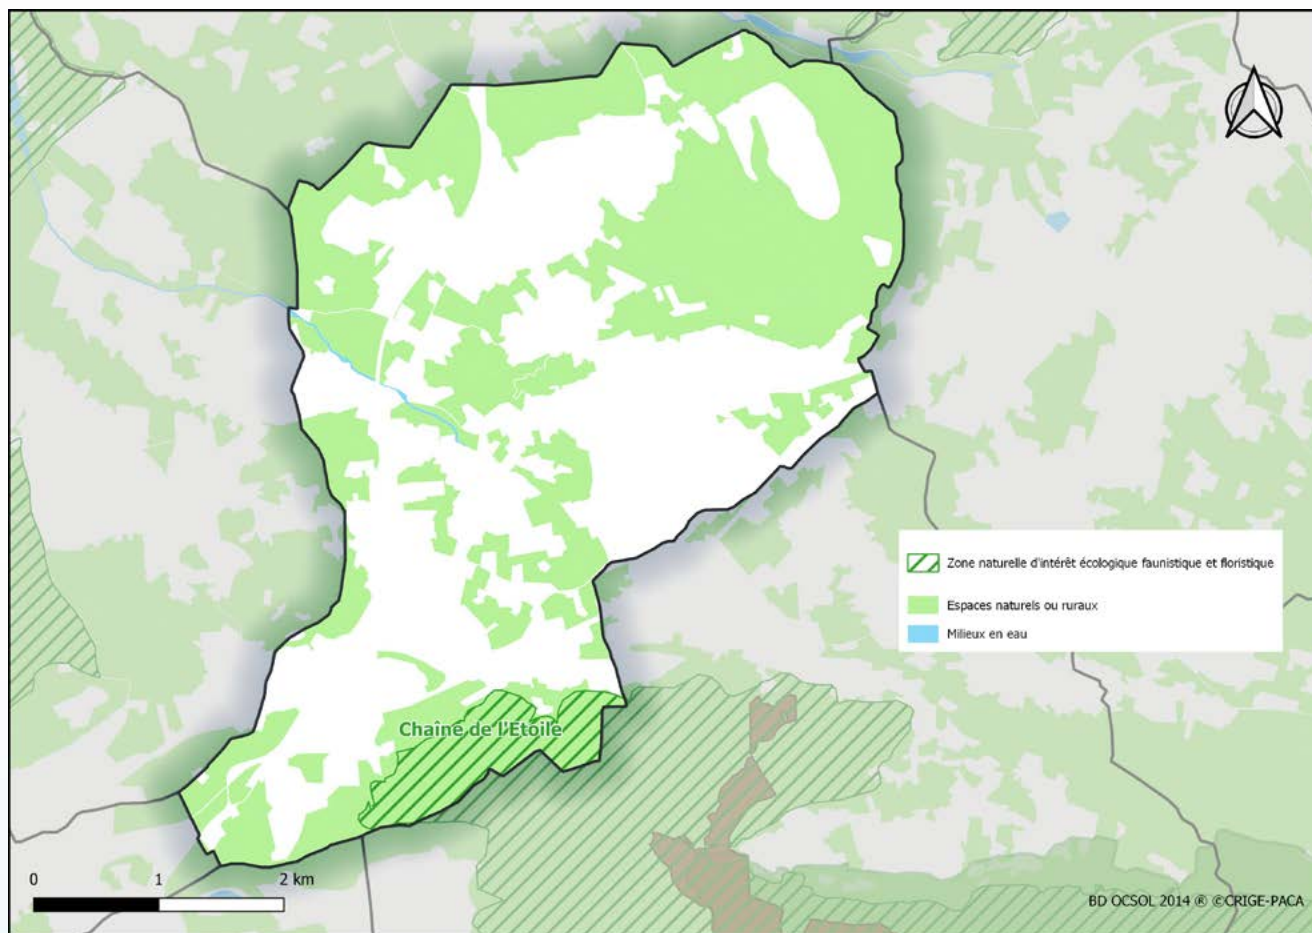 Zone naturelle d'intérêt écologique faunistique et floristique
Espaces naturels ou ruraux
Milieux en eau
Chaîne de l'Etoile
0 1 2 km
BD OCSOL 2014 ® ©CRIGE-PACA